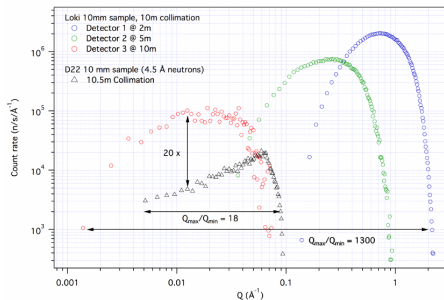 Loki 10mm sample, 10m collimation
Detector 1 @ 2m
Detector 2 @ 5m
Detector 3 @ 10m
D22 10 mm sample (4.5 Å neutrons)
10.5m Collimation
Count rate (n/s/Å⁻¹)
10⁶
10⁵
10⁴
10³
20 x
Qmax/Qmin = 18
Qmax/Qmin = 1300
0.001
0.01
0.1
1
Q (Å⁻¹)